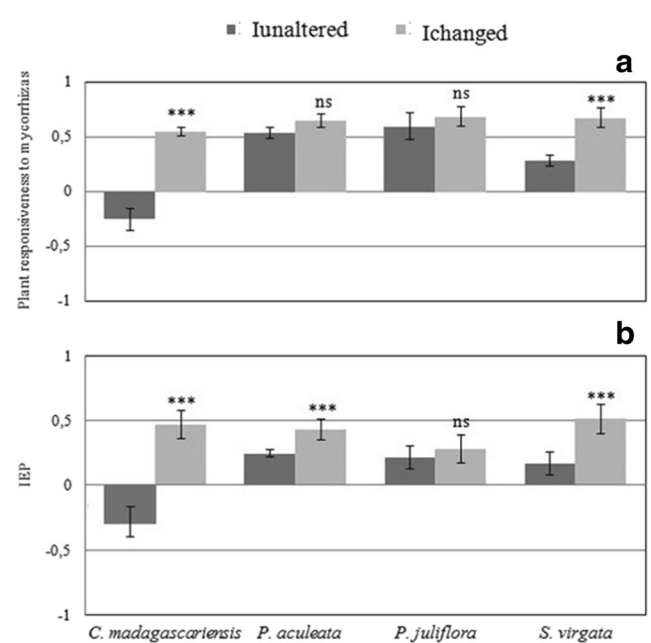 Iunaltered Ichanged
a
Plant responsiveness to mycorrhizas
1
0,5
0
-0,5
-1
*** ns ns ***
b
IEP
1
0,5
0
-0,5
-1
*** *** ns ***
C. madagascariensis P. aculeata P. juliflora S. virgata